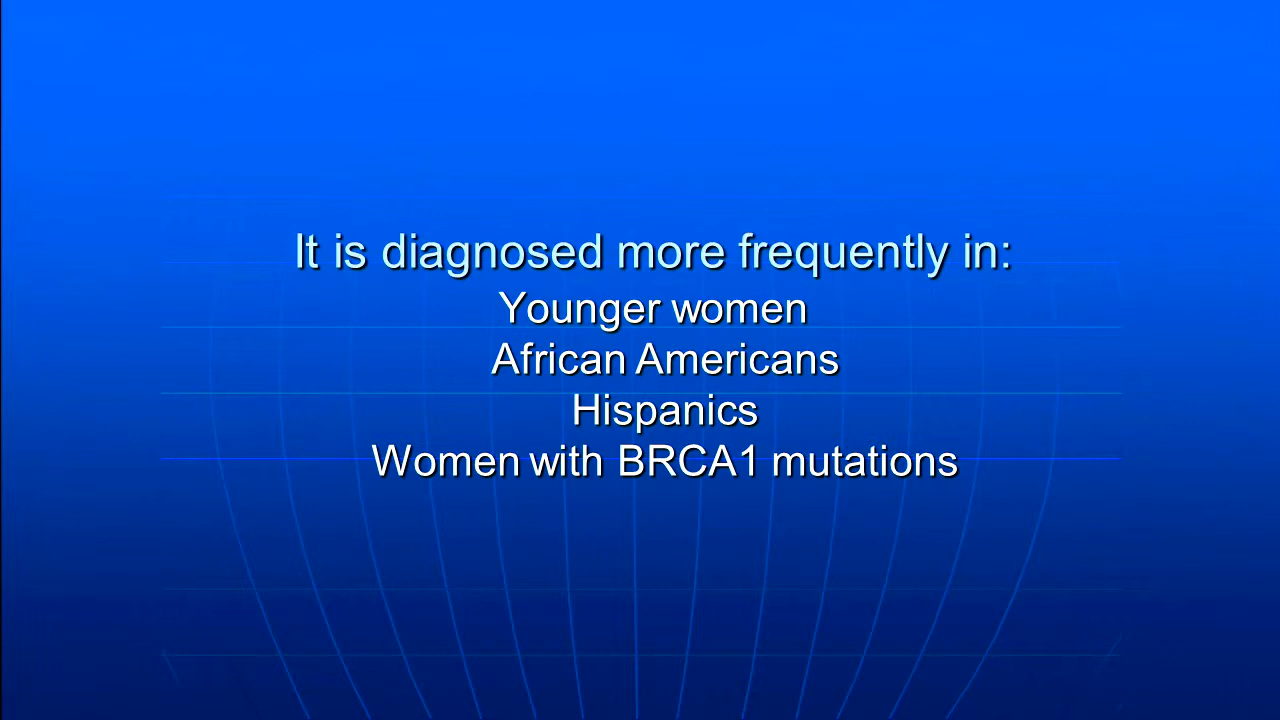 It is diagnosed more frequently in:
Younger women
African Americans
Hispanics
Women with BRCA1 mutations